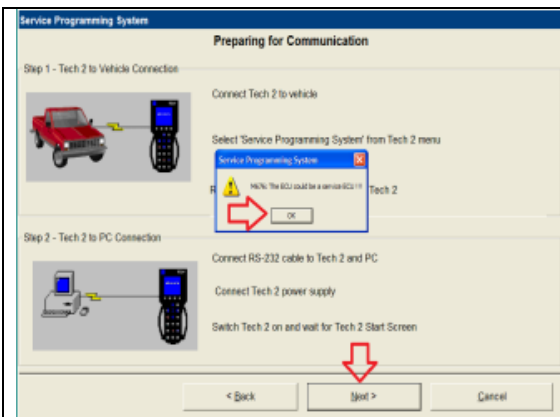 Service Programming System
Preparing for Communication
Step 1 - Tech 2 to Vehicle Connection
Connect Tech 2 to vehicle
Select 'Service Programming System' from Tech 2 menu
Service Programming System
R
The ECU could be a service ECU !!!
Tech 2
OK
Step 2 - Tech 2 to PC Connection
Connect RS-232 cable to Tech 2 and PC
Connect Tech 2 power supply
Switch Tech 2 on and wait for Tech 2 Start Screen
< Back
Next >
Cancel